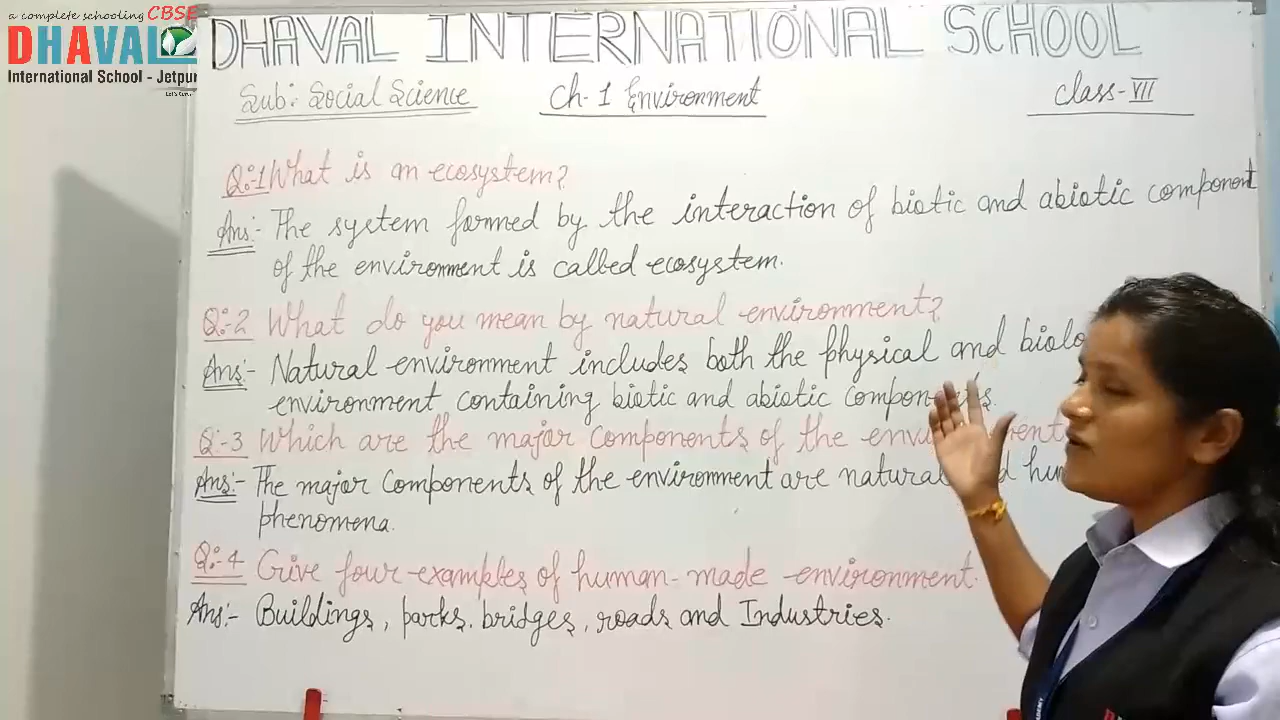 a complete schooling CBSE
DHAVAL
International School - Jetpur
DHAVAL INTERNATIONAL SCHOOL
Sub: Social Science Ch-1 Environment Class-VII
Q:-1 What is an ecosystem?
Ans:- The system formed by the interaction of biotic and abiotic component
of the environment is called ecosystem.
Q:-2 What do you mean by natural environment?
Ans:- Natural environment includes both the physical and biolo
environment containing biotic and abiotic components.
Q:-3 Which are the major components of the environment
Ans:- The major components of the environment are natural and hum
phenomena.
Q:-4 Give four examples of human-made environment.
Ans:- Buildings, parks, bridges, roads and Industries.